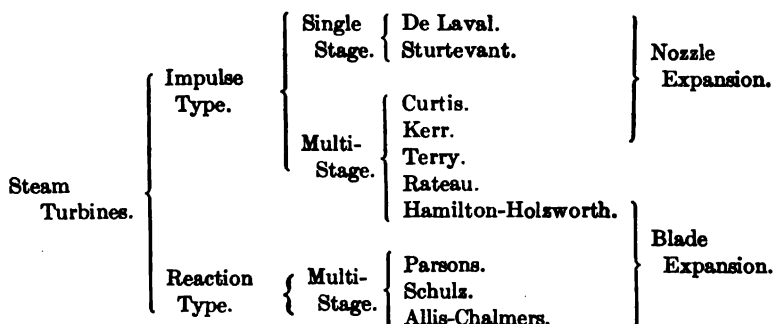 Steam
Turbines.
Impulse
Type.
Single
Stage.
De Laval.
Sturtevant.
Multi-
Stage.
Curtis.
Kerr.
Terry.
Rateau.
Hamilton-Holzworth.
Nozzle
Expansion.
Reaction
Type.
Multi-
Stage.
Parsons.
Schulz.
Allis-Chalmers.
Blade
Expansion.